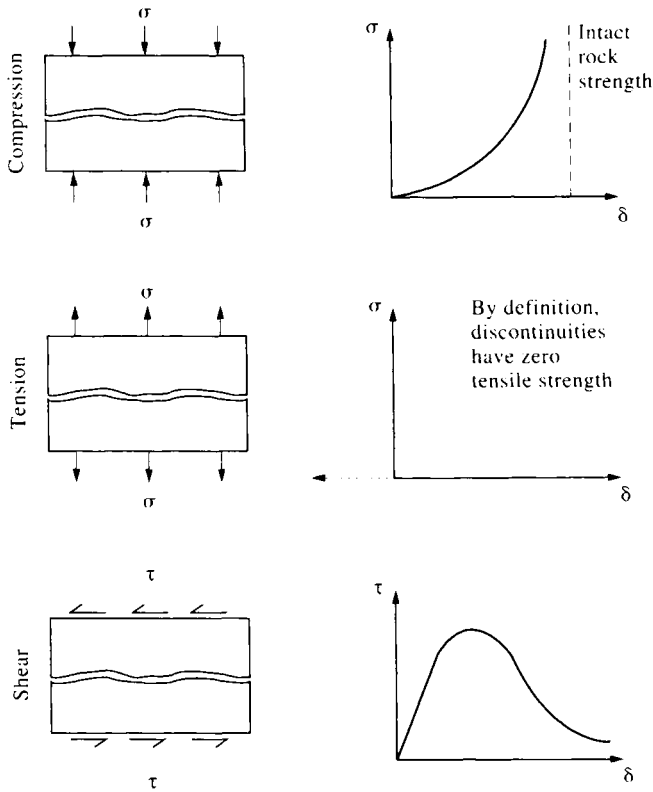 Compression
σ
σ
σ
Intact
rock
strength
δ
Tension
σ
σ
σ
By definition,
discontinuities
have zero
tensile strength
δ
Shear
τ
τ
τ
δ